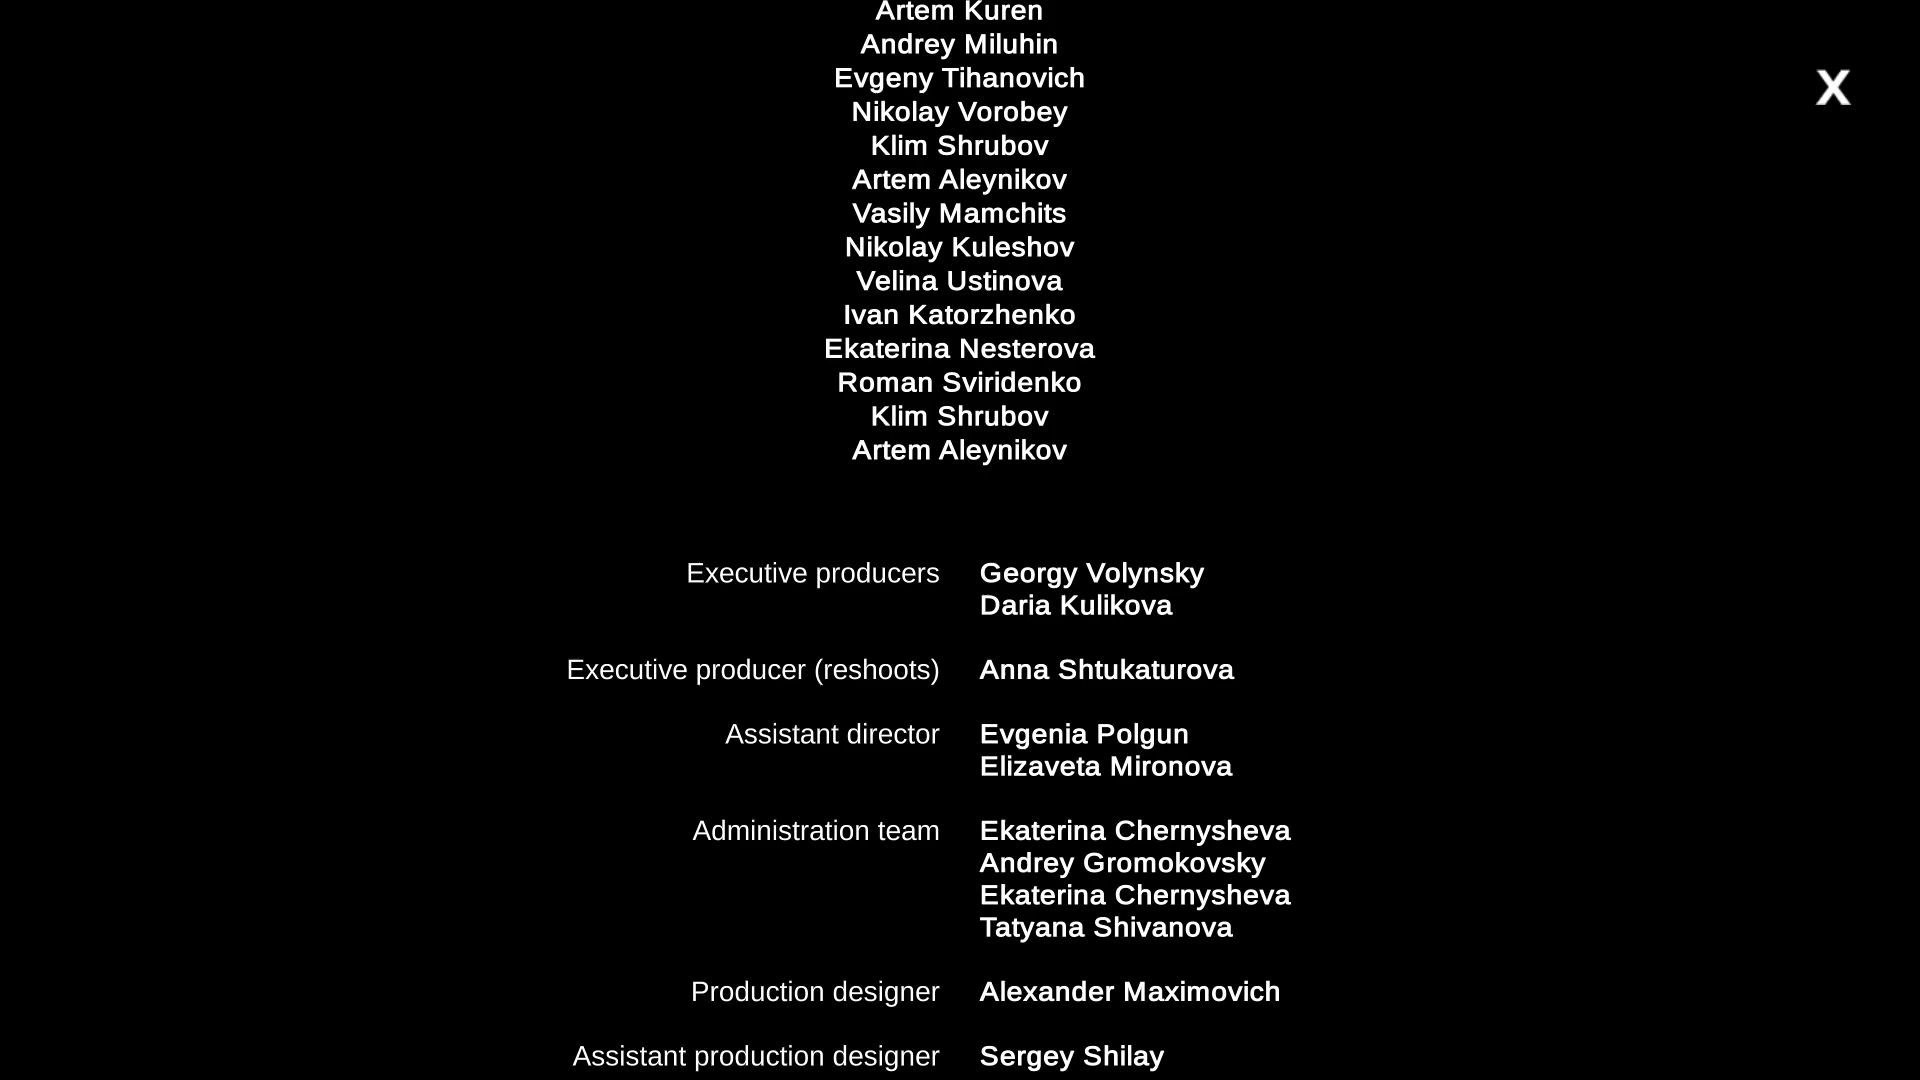 Artem Kuren
Andrey Miluhin
X
Evgeny Tihanovich
Nikolay Vorobey
Klim Shrubov
Artem Aleynikov
Vasily Mamchits
Nikolay Kuleshov
Velina Ustinova
Ivan Katorzhenko
Ekaterina Nesterova
Roman Sviridenko
Klim Shrubov
Artem Aleynikov
Executive producers Georgy Volynsky
Daria Kulikova
Executive producer (reshoots) Anna Shtukaturova
Assistant director Evgenia Polgun
Elizaveta Mironova
Administration team Ekaterina Chernysheva
Andrey Gromokovsky
Ekaterina Chernysheva
Tatyana Shivanova
Production designer Alexander Maximovich
Assistant production designer Sergey Shilay